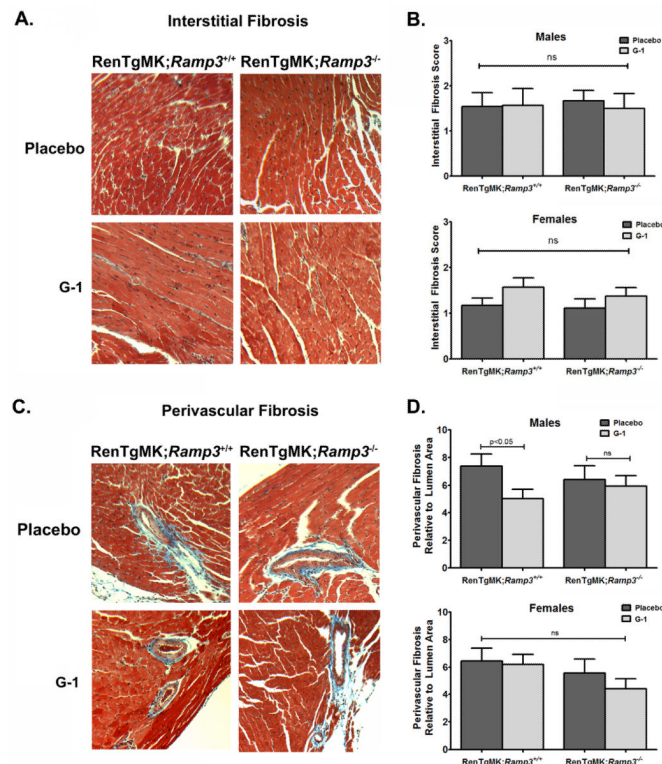 A.
Interstitial Fibrosis
RenTgMK;Ramp3+/+ RenTgMK;Ramp3-/-
Placebo
G-1
B.
Males
Placebo
G-1
ns
Interstitial Fibrosis Score
3
2
1
0
RenTgMK;Ramp3+/+
RenTgMK;Ramp3-/-
Females
Placebo
G-1
ns
Interstitial Fibrosis Score
3
2
1
0
RenTgMK;Ramp3+/+
RenTgMK;Ramp3-/-
C.
Perivascular Fibrosis
RenTgMK;Ramp3+/+ RenTgMK;Ramp3-/-
Placebo
G-1
D.
Males
Placebo
G-1
p<0.05
ns
Perivascular Fibrosis
Relative to Lumen Area
10
8
6
4
2
0
RenTgMK;Ramp3+/+
RenTgMK;Ramp3-/-
Females
Placebo
G-1
ns
Perivascular Fibrosis
Relative to Lumen Area
10
8
6
4
2
0
RenTgMK;Ramp3+/+
RenTgMK;Ramp3-/-